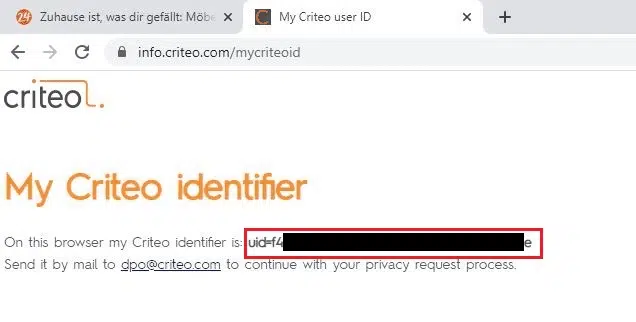 24 Zuhause ist, was dir gefällt: Möbe
My Criteo user ID
info.criteo.com/mycriteoid
criteo
My Criteo identifier
On this browser my Criteo identifier is: uid=f4 e
Send it by mail to dpo@criteo.com to continue with your privacy request process.